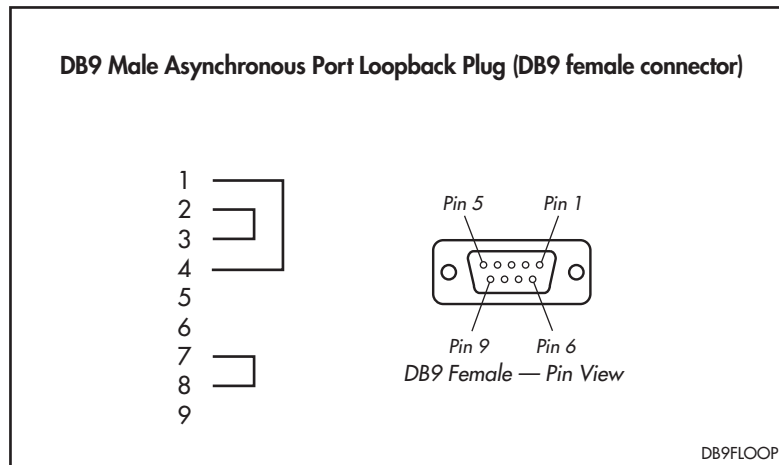 DB9 Male Asynchronous Port Loopback Plug (DB9 female connector)
1
2
3
4
5
6
7
8
9
Pin 5 Pin 1
Pin 9 Pin 6
DB9 Female — Pin View
DB9FLOOP